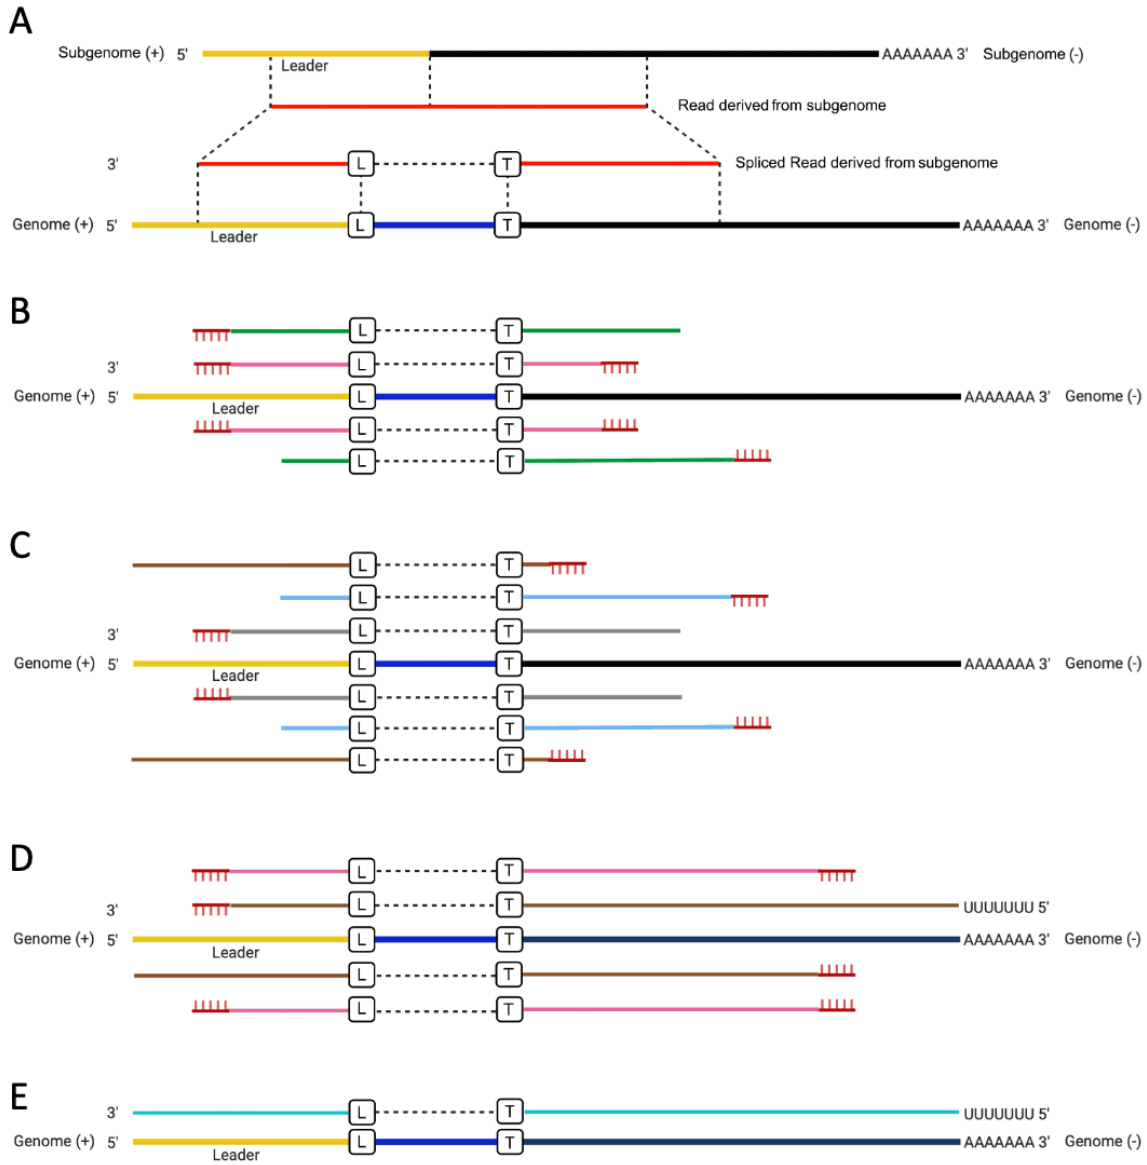 A
Subgenome (+) 5' AAAAAAA 3' Subgenome (-)
Leader
Read derived from subgenome
3' L T Spliced Read derived from subgenome
Genome (+) 5' L T AAAAAAA 3' Genome (-)
Leader
B
L T
3' L T
Genome (+) 5' L T AAAAAAA 3' Genome (-)
Leader
L T
L T
C
L T
L T
3' L T
Genome (+) 5' L T AAAAAAA 3' Genome (-)
Leader
L T
L T
L T
D
L T
3' L T UUUUUUU 5'
Genome (+) 5' L T AAAAAAA 3' Genome (-)
Leader
L T
L T
E
3' L T UUUUUUU 5'
Genome (+) 5' L T AAAAAAA 3' Genome (-)
Leader